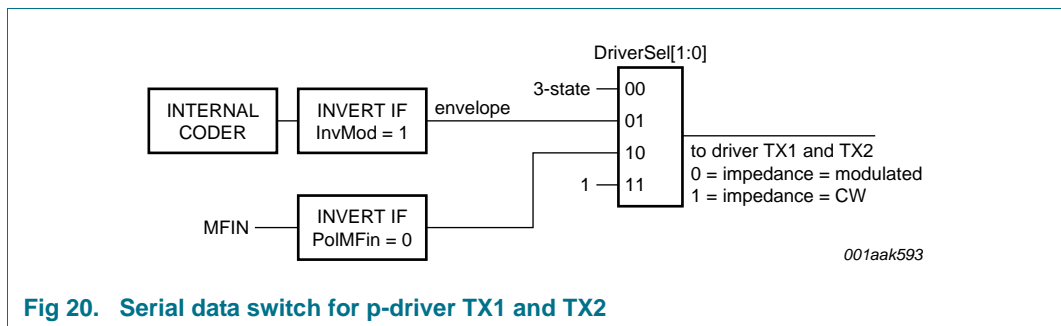 DriverSel[1:0]
3-state
00
INTERNAL
CODER
INVERT IF
InvMod = 1
envelope
01
10
to driver TX1 and TX2
0 = impedance = modulated
1 = impedance = CW
1
11
MFIN
INVERT IF
PolMFin = 0
001aak593
Fig 20. Serial data switch for p-driver TX1 and TX2